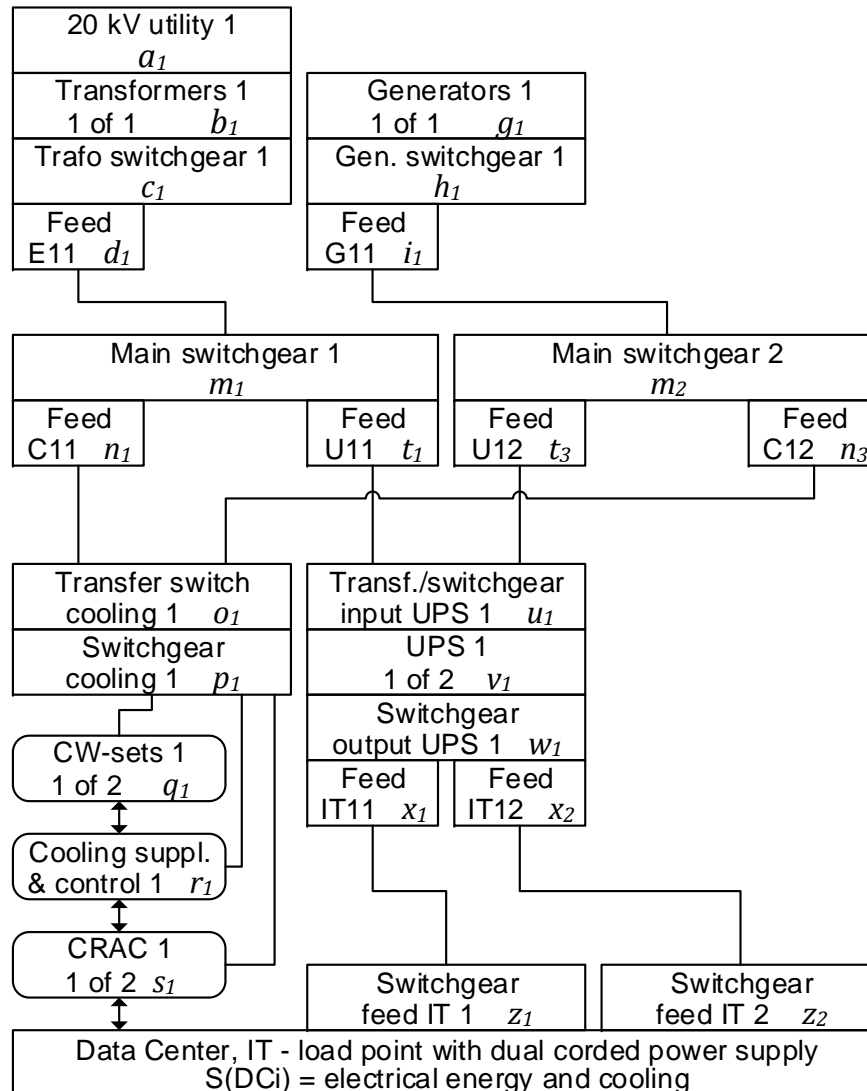 20 kV utility 1
a1
Transformers 1
1 of 1 b1
Trafo switchgear 1
c1
Feed
E11 d1
Generators 1
1 of 1 g1
Gen. switchgear 1
h1
Feed
G11 i1
Main switchgear 1
m1
Feed
C11 n1
Feed
U11 t1
Main switchgear 2
m2
Feed
U12 t3
Feed
C12 n3
Transfer switch
cooling 1 o1
Switchgear
cooling 1 p1
CW-sets 1
1 of 2 q1
Cooling suppl.
& control 1 r1
CRAC 1
1 of 2 s1
Transf./switchgear
input UPS 1 u1
UPS 1
1 of 2 v1
Switchgear
output UPS 1 w1
Feed
IT11 x1
Feed
IT12 x2
Switchgear
feed IT 1 z1
Switchgear
feed IT 2 z2
Data Center, IT - load point with dual corded power supply
S(DCi) = electrical energy and cooling